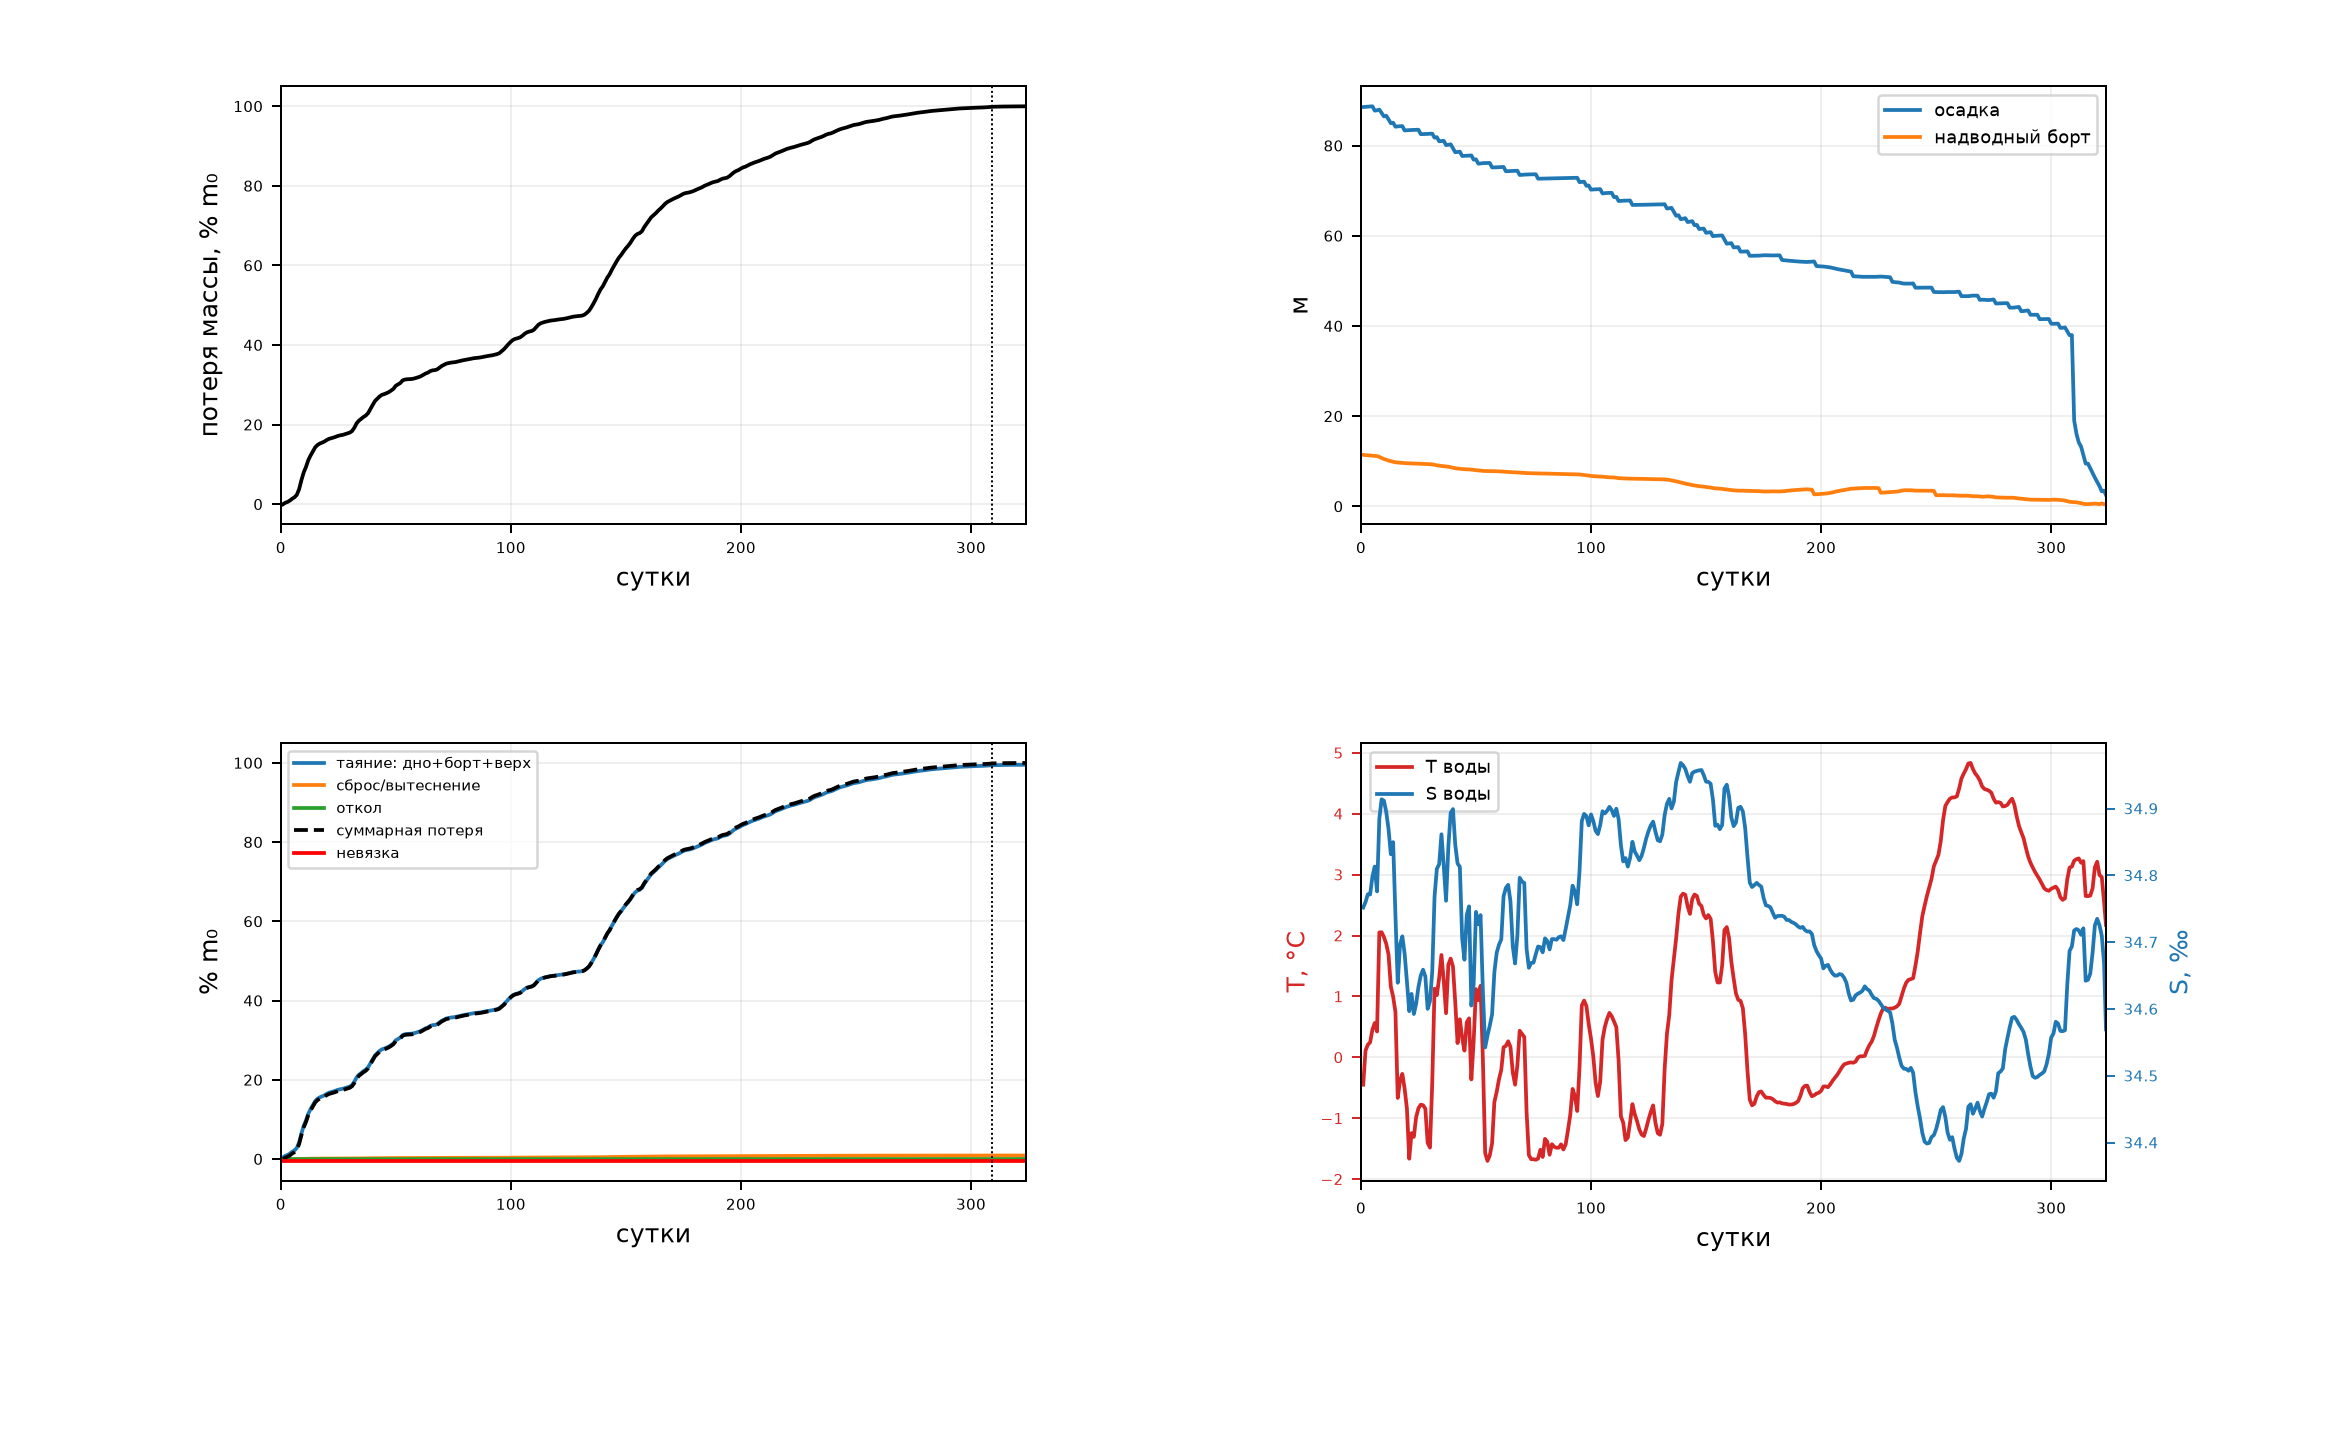 потеря массы, % m₀
100
80
60
40
20
0
0 100 200 300
сутки
м
80
60
40
20
0
осадка
надводный борт
0 100 200 300
сутки
% m₀
100
80
60
40
20
0
таяние: дно+борт+верх
сброс/вытеснение
откол
суммарная потеря
невязка
0 100 200 300
сутки
T, °C
5
4
3
2
1
0
−1
−2
T воды
S воды
34.9
34.8
34.7
34.6
34.5
34.4
S, ‰
0 100 200 300
сутки